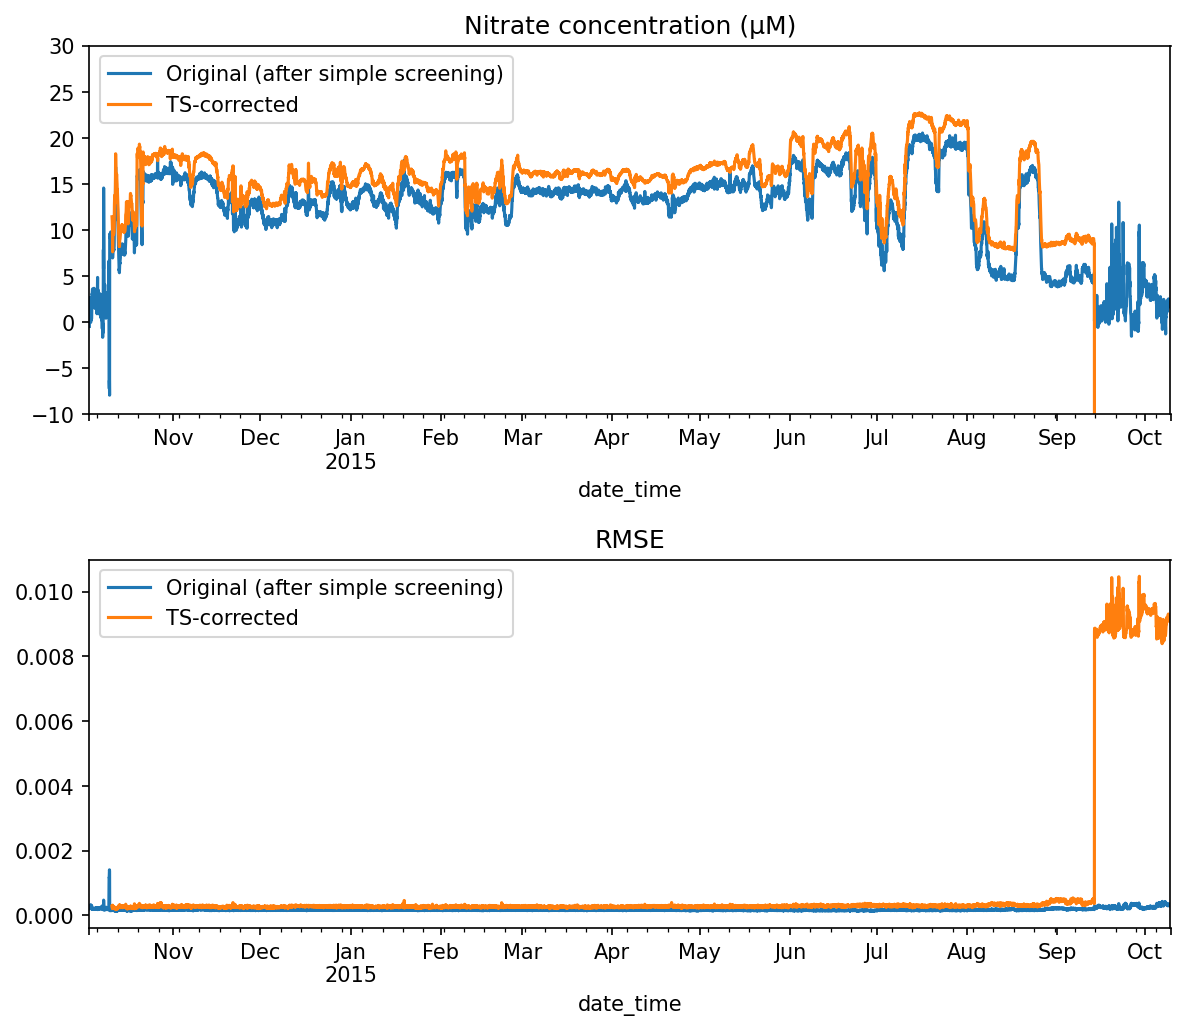 Nitrate concentration (µM)
30
25
20
15
10
5
0
−5
−10
Original (after simple screening)
TS-corrected
Nov Dec Jan Feb Mar Apr May Jun Jul Aug Sep Oct
2015
date_time
RMSE
0.010
0.008
0.006
0.004
0.002
0.000
Original (after simple screening)
TS-corrected
Nov Dec Jan Feb Mar Apr May Jun Jul Aug Sep Oct
2015
date_time